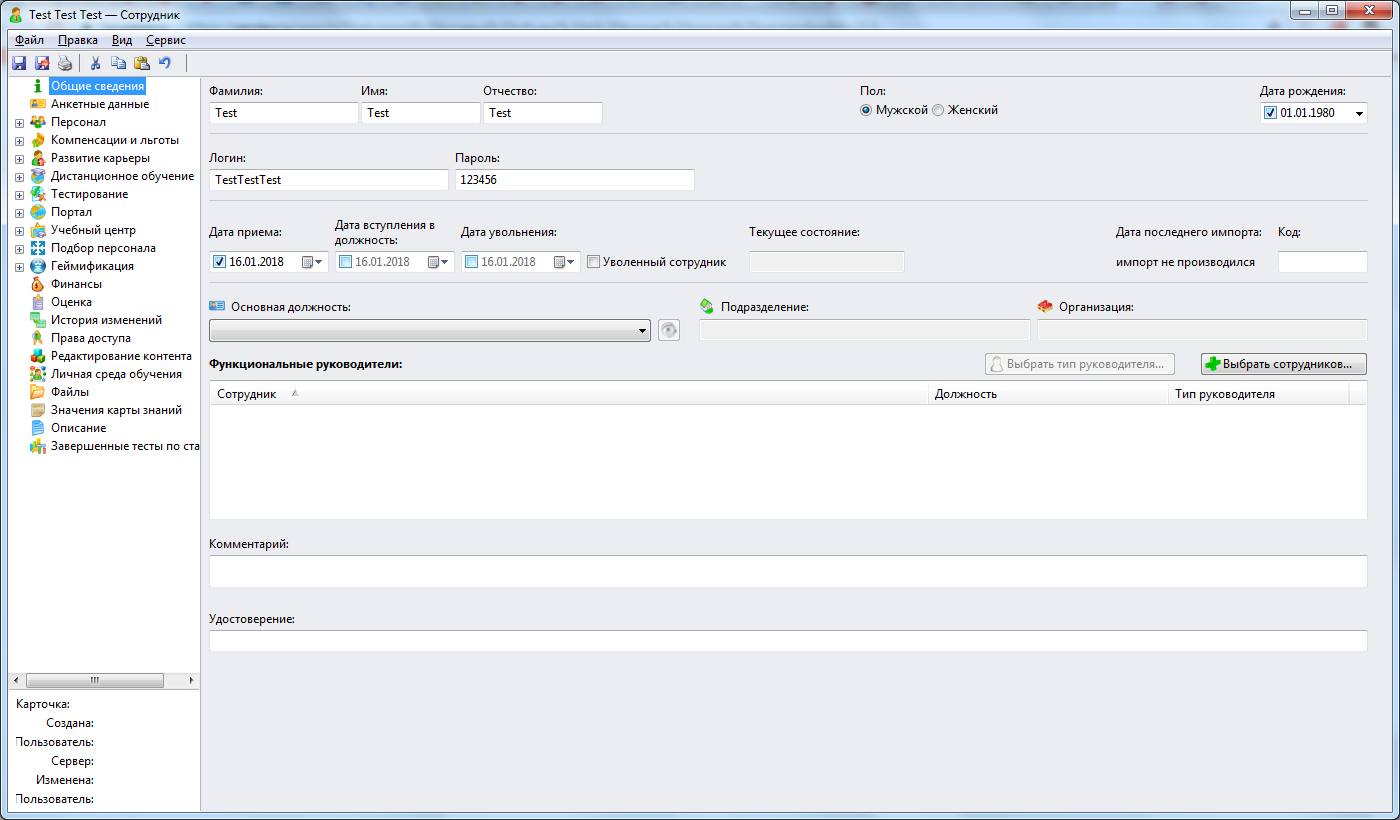 Test Test Test — Сотрудник
Файл Правка Вид Сервис
Общие сведения
Анкетные данные
Персонал
Компенсации и льготы
Развитие карьеры
Дистанционное обучение
Тестирование
Портал
Учебный центр
Подбор персонала
Геймификация
Финансы
Оценка
История изменений
Права доступа
Редактирование контента
Личная среда обучения
Файлы
Значения карты знаний
Описание
Завершенные тесты по ста
Карточка:
Создана:
Пользователь:
Сервер:
Изменена:
Пользователь:
Фамилия: Имя: Отчество: Пол: Дата рождения:
Test Test Test Мужской Женский 01.01.1980
Логин: Пароль:
TestTestTest 123456
Дата приема: Дата вступления в должность: Дата увольнения: Текущее состояние: Дата последнего импорта: Код:
16.01.2018 16.01.2018 16.01.2018 Уволенный сотрудник импорт не производился
Основная должность: Подразделение: Организация:
Функциональные руководители: Выбрать тип руководителя... Выбрать сотрудников...
Сотрудник Должность Тип руководителя
Комментарий:
Удостоверение: